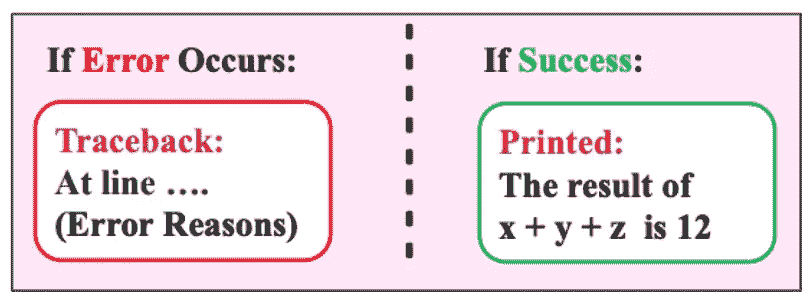 If Error Occurs:
Traceback:
At line ....
(Error Reasons)
If Success:
Printed:
The result of
x + y + z is 12